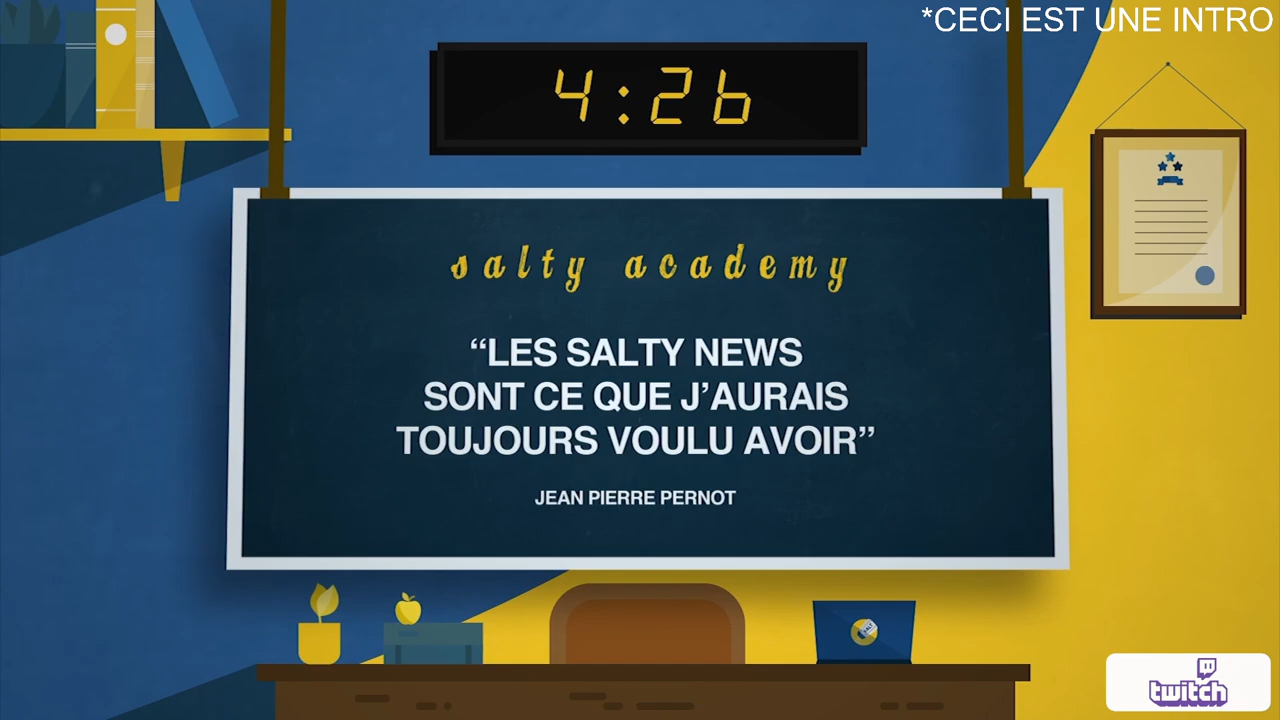 *CECI EST UNE INTRO
4:26
salty academy
“LES SALTY NEWS
SONT CE QUE J’AURAIS
TOUJOURS VOULU AVOIR”
JEAN PIERRE PERNOT
twitch